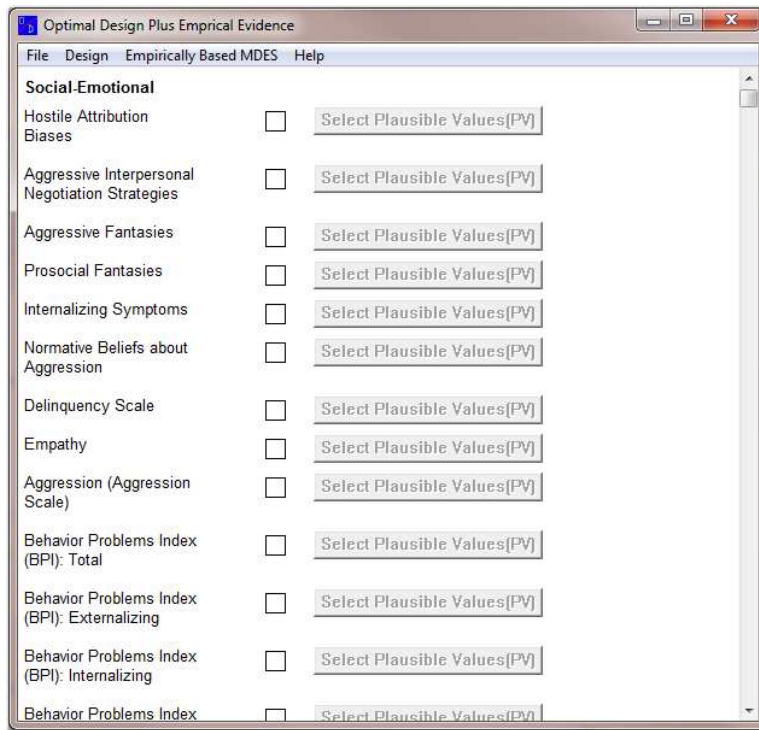 Optimal Design Plus Emprical Evidence
File Design Empirically Based MDES Help
Social-Emotional
Hostile Attribution
Biases
Select Plausible Values(PV)
Aggressive Interpersonal
Negotiation Strategies
Select Plausible Values(PV)
Aggressive Fantasies
Select Plausible Values(PV)
Prosocial Fantasies
Select Plausible Values(PV)
Internalizing Symptoms
Select Plausible Values(PV)
Normative Beliefs about
Aggression
Select Plausible Values(PV)
Delinquency Scale
Select Plausible Values(PV)
Empathy
Select Plausible Values(PV)
Aggression (Aggression
Scale)
Select Plausible Values(PV)
Behavior Problems Index
(BPI): Total
Select Plausible Values(PV)
Behavior Problems Index
(BPI): Externalizing
Select Plausible Values(PV)
Behavior Problems Index
(BPI): Internalizing
Select Plausible Values(PV)
Behavior Problems Index
Select Plausible Values(PV)